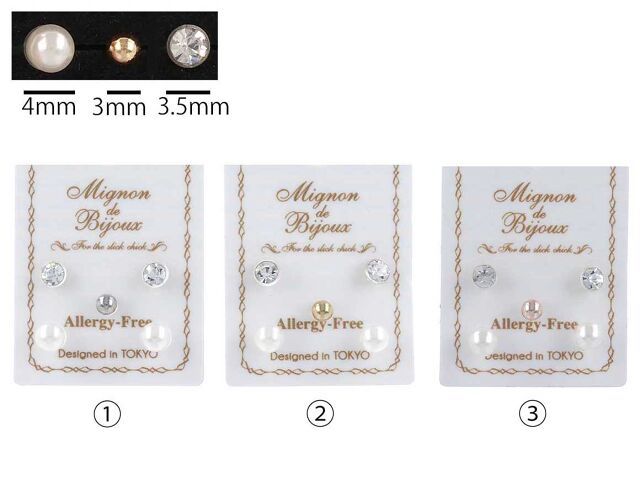 4mm 3mm 3.5mm
Mignon
de
Bijoux
For the slick chick
Allergy-Free
Designed in TOKYO
①
Mignon
de
Bijoux
For the slick chick
Allergy-Free
Designed in TOKYO
②
Mignon
de
Bijoux
For the slick chick
Allergy-Free
Designed in TOKYO
③